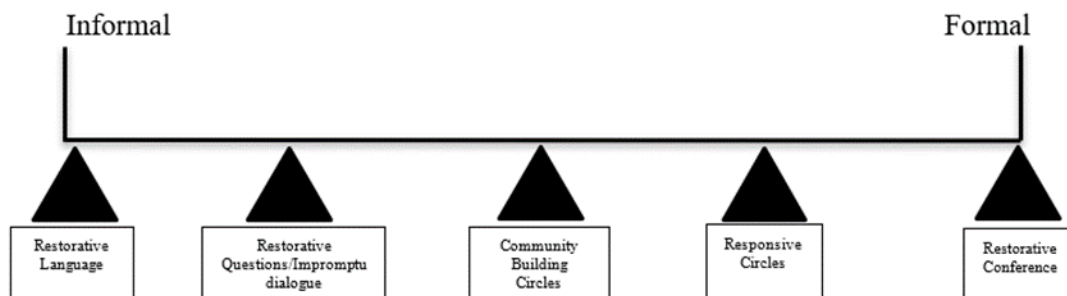 Informal
Formal
Restorative
Language
Restorative
Questions/Impromptu
dialogue
Community
Building
Circles
Responsive
Circles
Restorative
Conference